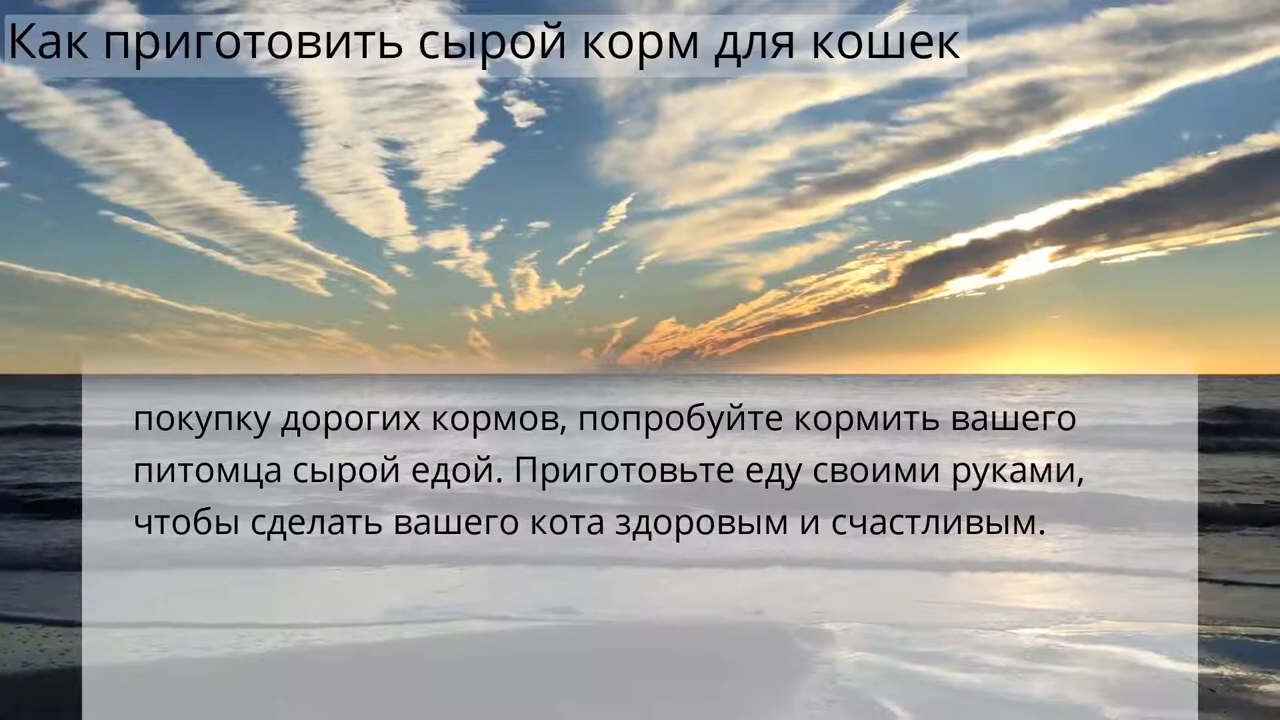 Как приготовить сырой корм для кошек
покупку дорогих кормов, попробуйте кормить вашего
питомца сырой едой. Приготовьте еду своими руками,
чтобы сделать вашего кота здоровым и счастливым.